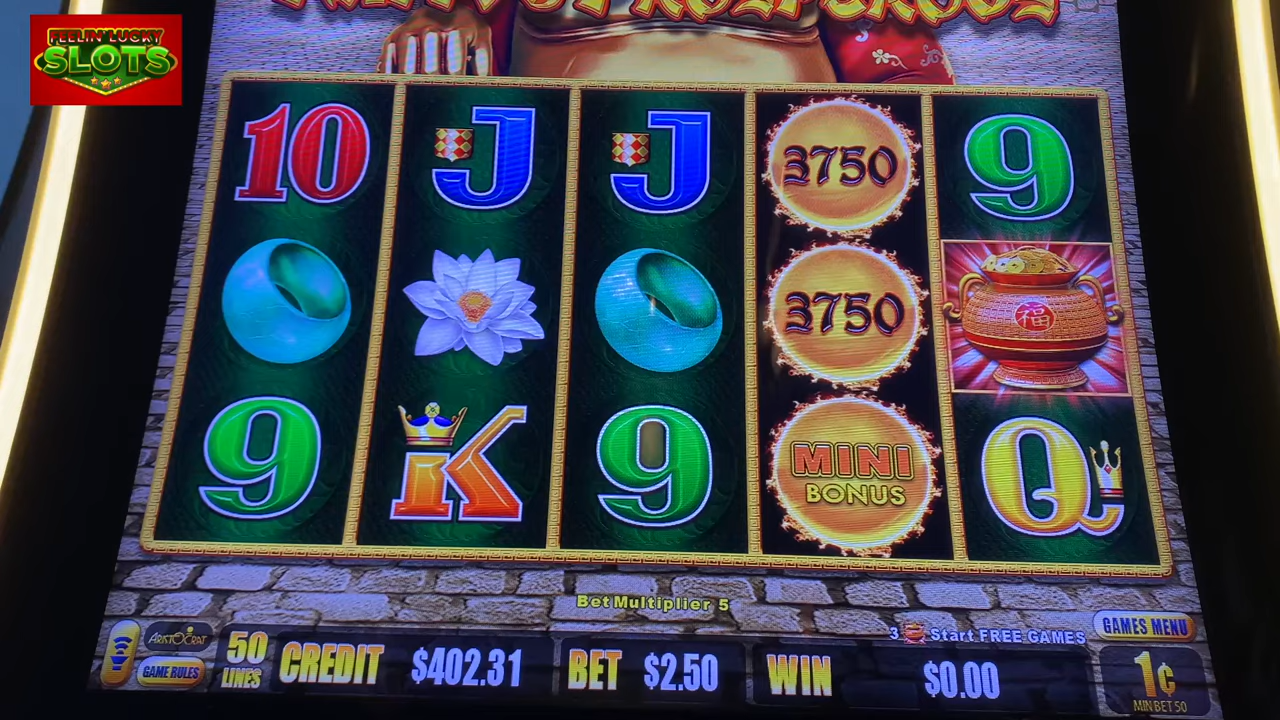 FEELIN' LUCKY
SLOTS
10 J J 3750 9
3750 福
9 K 9 MINI BONUS Q
Bet Multiplier 5
3 Start FREE GAMES
GAMES MENU
ARISTOCRAT
GAME RULES
50 LINES
CREDIT $402.31
BET $2.50
WIN $0.00
1¢
MIN BET 50